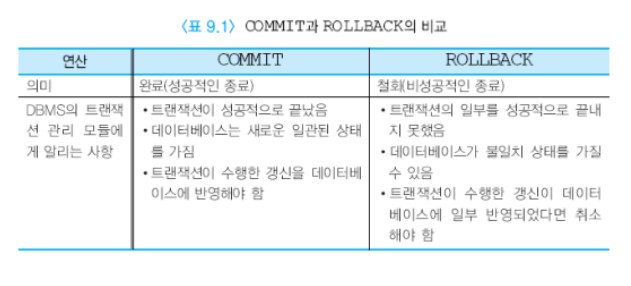 〈표 9.1〉 COMMIT과 ROLLBACK의 비교
연산 COMMIT ROLLBACK
의미 완료(성공적인 종료) 철회(비성공적인 종료)
DBMS의 트랜잭
션 관리 모듈에
게 알리는 사항
• 트랜잭션이 성공적으로 끝났음
• 데이터베이스는 새로운 일관된 상태
를 가짐
• 트랜잭션이 수행한 갱신을 데이터베
이스에 반영해야 함
• 트랜잭션의 일부를 성공적으로 끝내
지 못했음
• 데이터베이스가 불일치 상태를 가질
수 있음
• 트랜잭션이 수행한 갱신이 데이터
베이스에 일부 반영되었다면 취소
해야 함